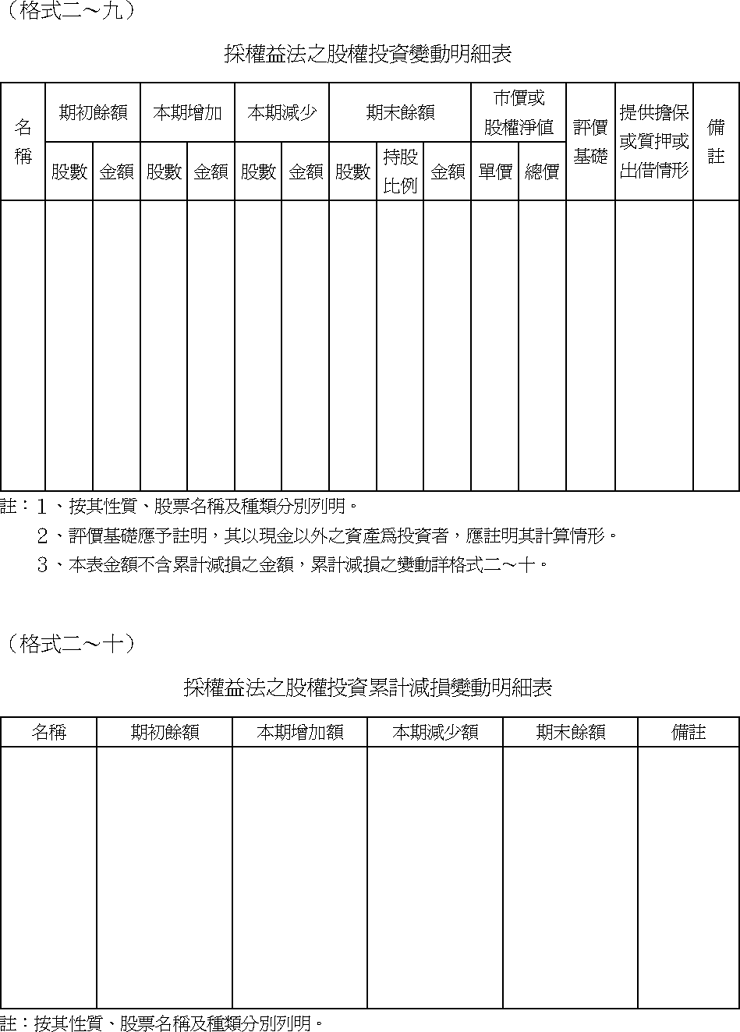 （格式二～九）
採權益法之股權投資變動明細表
名稱 期初餘額 本期增加 本期減少 期末餘額 市價或股權淨值 評價基礎 提供擔保或質押或出借情形 備註
股數 金額 股數 金額 股數 金額 股數 持股比例 金額 單價 總價
註：１、按其性質、股票名稱及種類分別列明。
２、評價基礎應予註明，其以現金以外之資產為投資者，應註明其計算情形。
３、本表金額不含累計減損之金額，累計減損之變動詳格式二～十。
（格式二～十）
採權益法之股權投資累計減損變動明細表
名稱 期初餘額 本期增加額 本期減少額 期末餘額 備註
註：按其性質、股票名稱及種類分別列明。